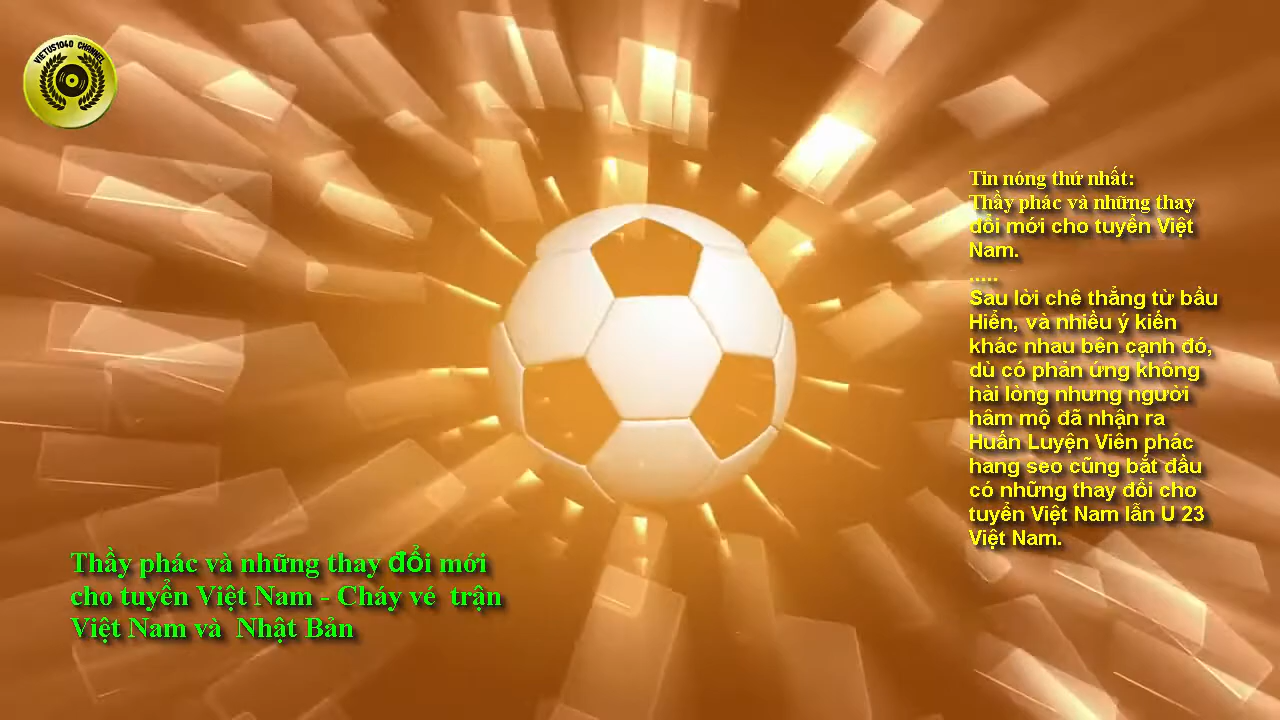 VIETUS1040 CHANNEL
Tin nóng thứ nhất:
Thầy phác và những thay
đổi mới cho tuyển Việt
Nam.
.....
Sau lời chê thẳng từ bầu
Hiển, và nhiều ý kiến
khác nhau bên cạnh đó,
dù có phản ứng không
hài lòng nhưng người
hâm mộ đã nhận ra
Huấn Luyện Viên phác
hang seo cũng bắt đầu
có những thay đổi cho
tuyển Việt Nam lẫn U 23
Việt Nam.
Thầy phác và những thay đổi mới
cho tuyển Việt Nam - Cháy vé trận
Việt Nam và Nhật Bản